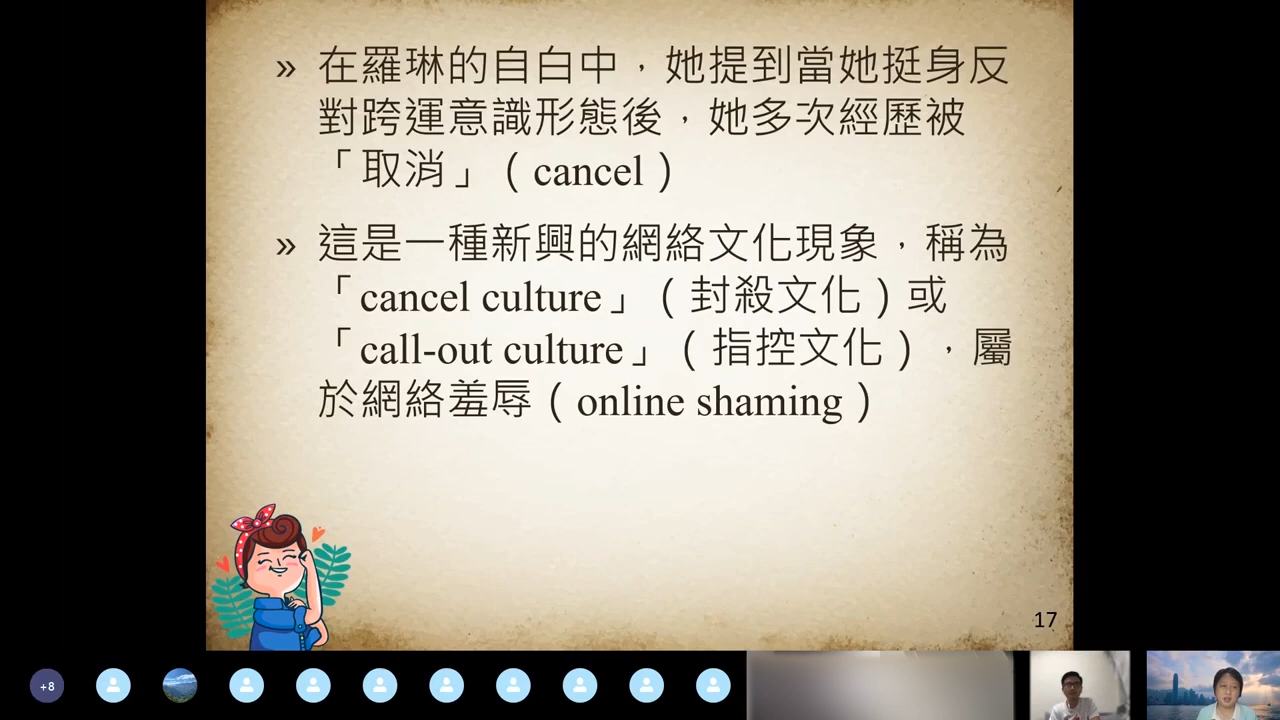 » 在羅琳的自白中，她提到當她挺身反
對跨運意識形態後，她多次經歷被
「取消」（cancel）
» 這是一種新興的網絡文化現象，稱為
「cancel culture」（封殺文化）或
「call-out culture」（指控文化），屬
於網絡羞辱（online shaming）
17
+8